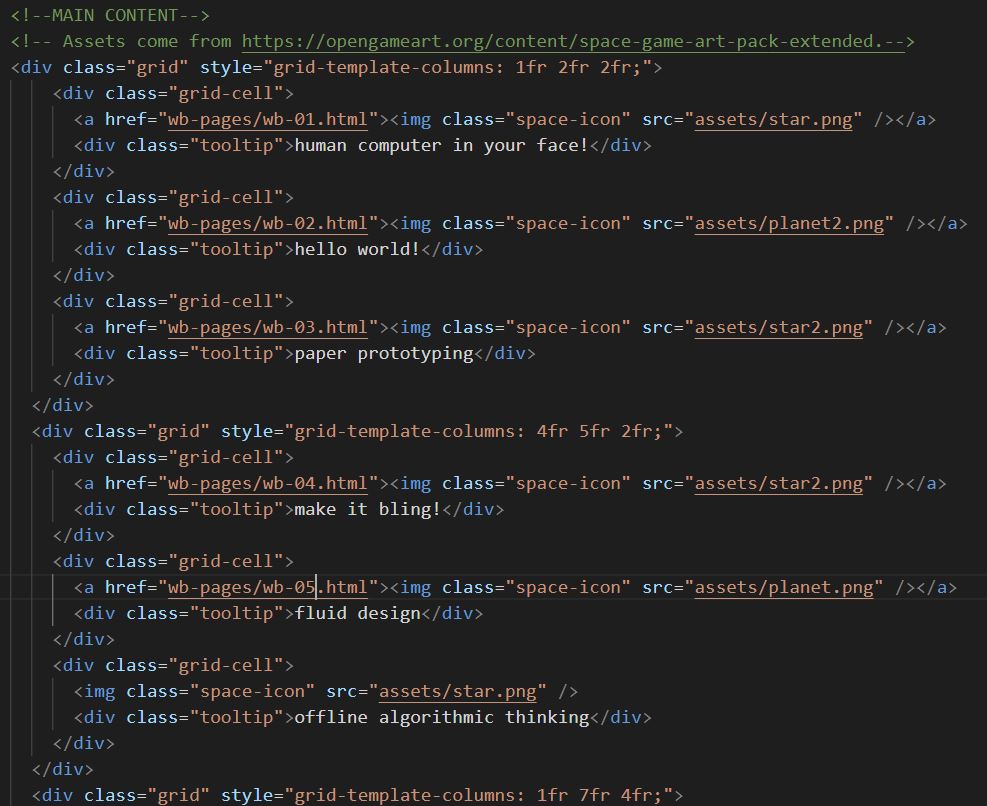 <!--MAIN CONTENT-->
<!-- Assets come from https://opengameart.org/content/space-game-art-pack-extended.-->
<div class="grid" style="grid-template-columns: 1fr 2fr 2fr;">
<div class="grid-cell">
<a href="wb-pages/wb-01.html"><img class="space-icon" src="assets/star.png" /></a>
<div class="tooltip">human computer in your face!</div>
</div>
<div class="grid-cell">
<a href="wb-pages/wb-02.html"><img class="space-icon" src="assets/planet2.png" /></a>
<div class="tooltip">hello world!</div>
</div>
<div class="grid-cell">
<a href="wb-pages/wb-03.html"><img class="space-icon" src="assets/star2.png" /></a>
<div class="tooltip">paper prototyping</div>
</div>
</div>
<div class="grid" style="grid-template-columns: 4fr 5fr 2fr;">
<div class="grid-cell">
<a href="wb-pages/wb-04.html"><img class="space-icon" src="assets/star2.png" /></a>
<div class="tooltip">make it bling!</div>
</div>
<div class="grid-cell">
<a href="wb-pages/wb-05.html"><img class="space-icon" src="assets/planet.png" /></a>
<div class="tooltip">fluid design</div>
</div>
<div class="grid-cell">
<img class="space-icon" src="assets/star.png" />
<div class="tooltip">offline algorithmic thinking</div>
</div>
</div>
<div class="grid" style="grid-template-columns: 1fr 7fr 4fr;">